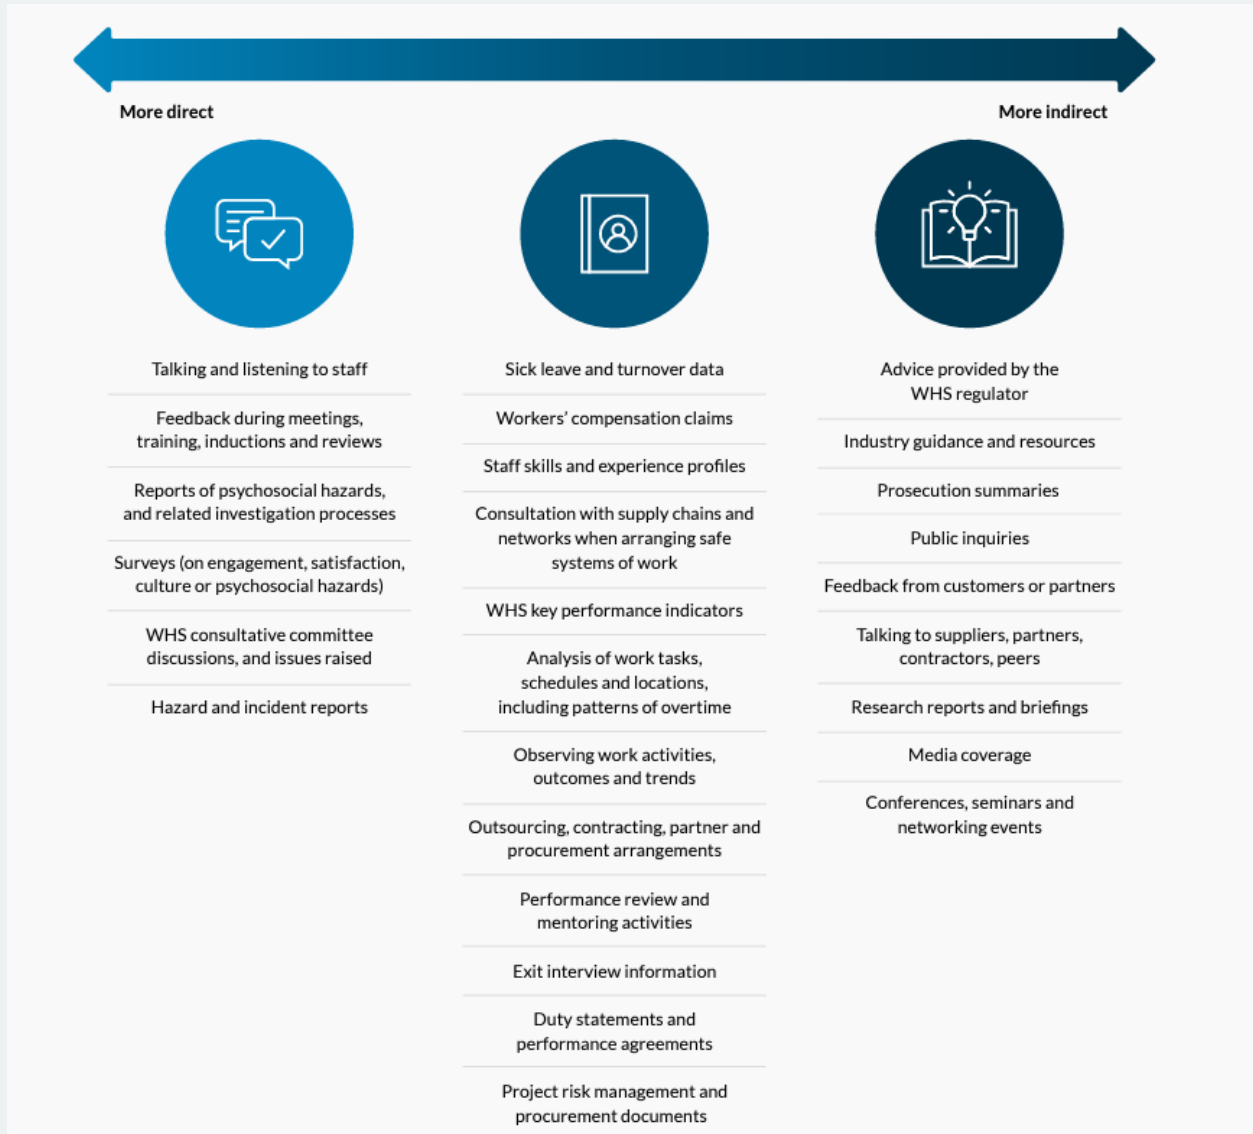 More direct
More indirect
Talking and listening to staff
Feedback during meetings,
training, inductions and reviews
Reports of psychosocial hazards,
and related investigation processes
Surveys (on engagement, satisfaction,
culture or psychosocial hazards)
WHS consultative committee
discussions, and issues raised
Hazard and incident reports
Sick leave and turnover data
Workers’ compensation claims
Staff skills and experience profiles
Consultation with supply chains and
networks when arranging safe
systems of work
WHS key performance indicators
Analysis of work tasks,
schedules and locations,
including patterns of overtime
Observing work activities,
outcomes and trends
Outsourcing, contracting, partner and
procurement arrangements
Performance review and
mentoring activities
Exit interview information
Duty statements and
performance agreements
Project risk management and
procurement documents
Advice provided by the
WHS regulator
Industry guidance and resources
Prosecution summaries
Public inquiries
Feedback from customers or partners
Talking to suppliers, partners,
contractors, peers
Research reports and briefings
Media coverage
Conferences, seminars and
networking events